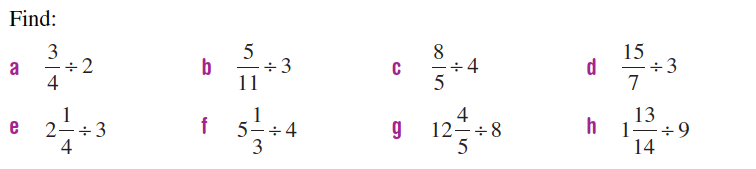 Find:
a 3/4 ÷ 2 b 5/11 ÷ 3 c 8/5 ÷ 4 d 15/7 ÷ 3
e 2 1/4 ÷ 3 f 5 1/3 ÷ 4 g 12 4/5 ÷ 8 h 1 13/14 ÷ 9